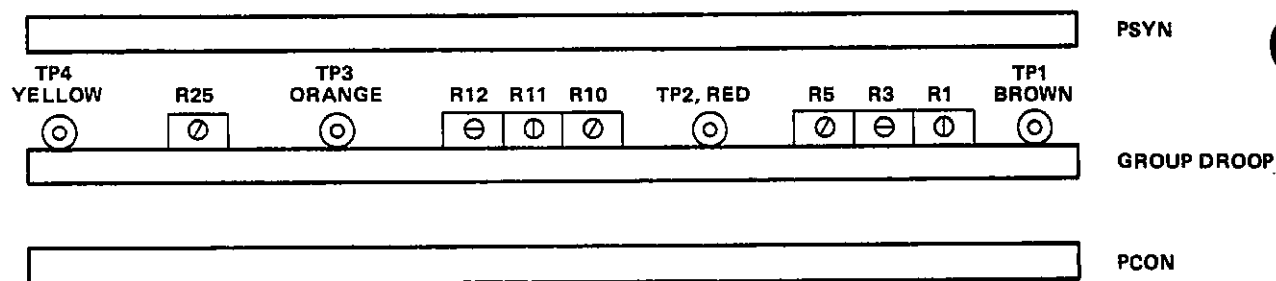 PSYN
TP4
YELLOW
R25
TP3
ORANGE
R12 R11 R10
TP2, RED
R5 R3 R1
TP1
BROWN
GROUP DROOP
PCON